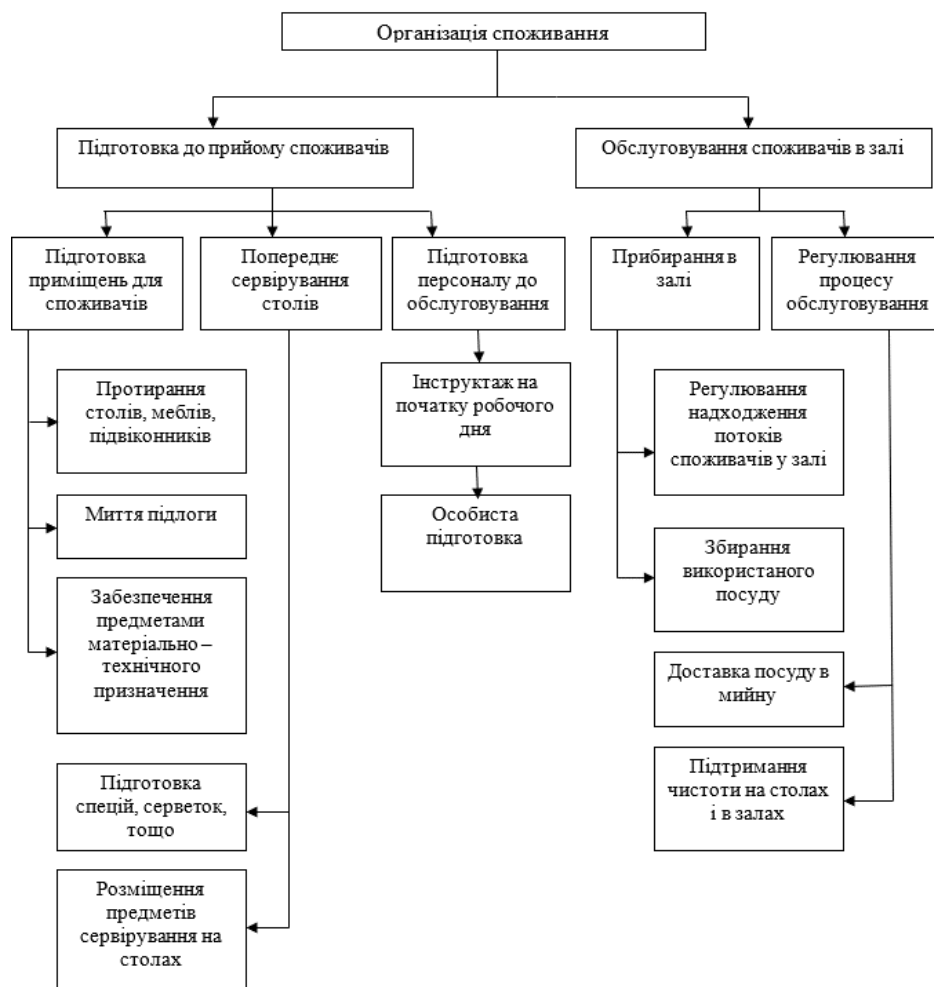 Організація споживання
Підготовка до прийому споживачів
Обслуговування споживачів в залі
Підготовка
приміщень для
споживачів
Попереднє
сервірування
столів
Підготовка
персоналу до
обслуговування
Прибирання в
залі
Регулювання
процесу
обслуговування
Протирання
столів, меблів,
підвіконників
Інструктаж на
початку робочого
дня
Регулювання
надходження
потоків
споживачів у залі
Миття підлоги
Особиста
підготовка
Збирання
використаного
посуду
Забезпечення
предметами
матеріально –
технічного
призначення
Доставка посуду в
мийну
Підготовка
спецій, серветок,
тощо
Підтримання
чистоти на столах
і в залах
Розміщення
предметів
сервірування на
столах